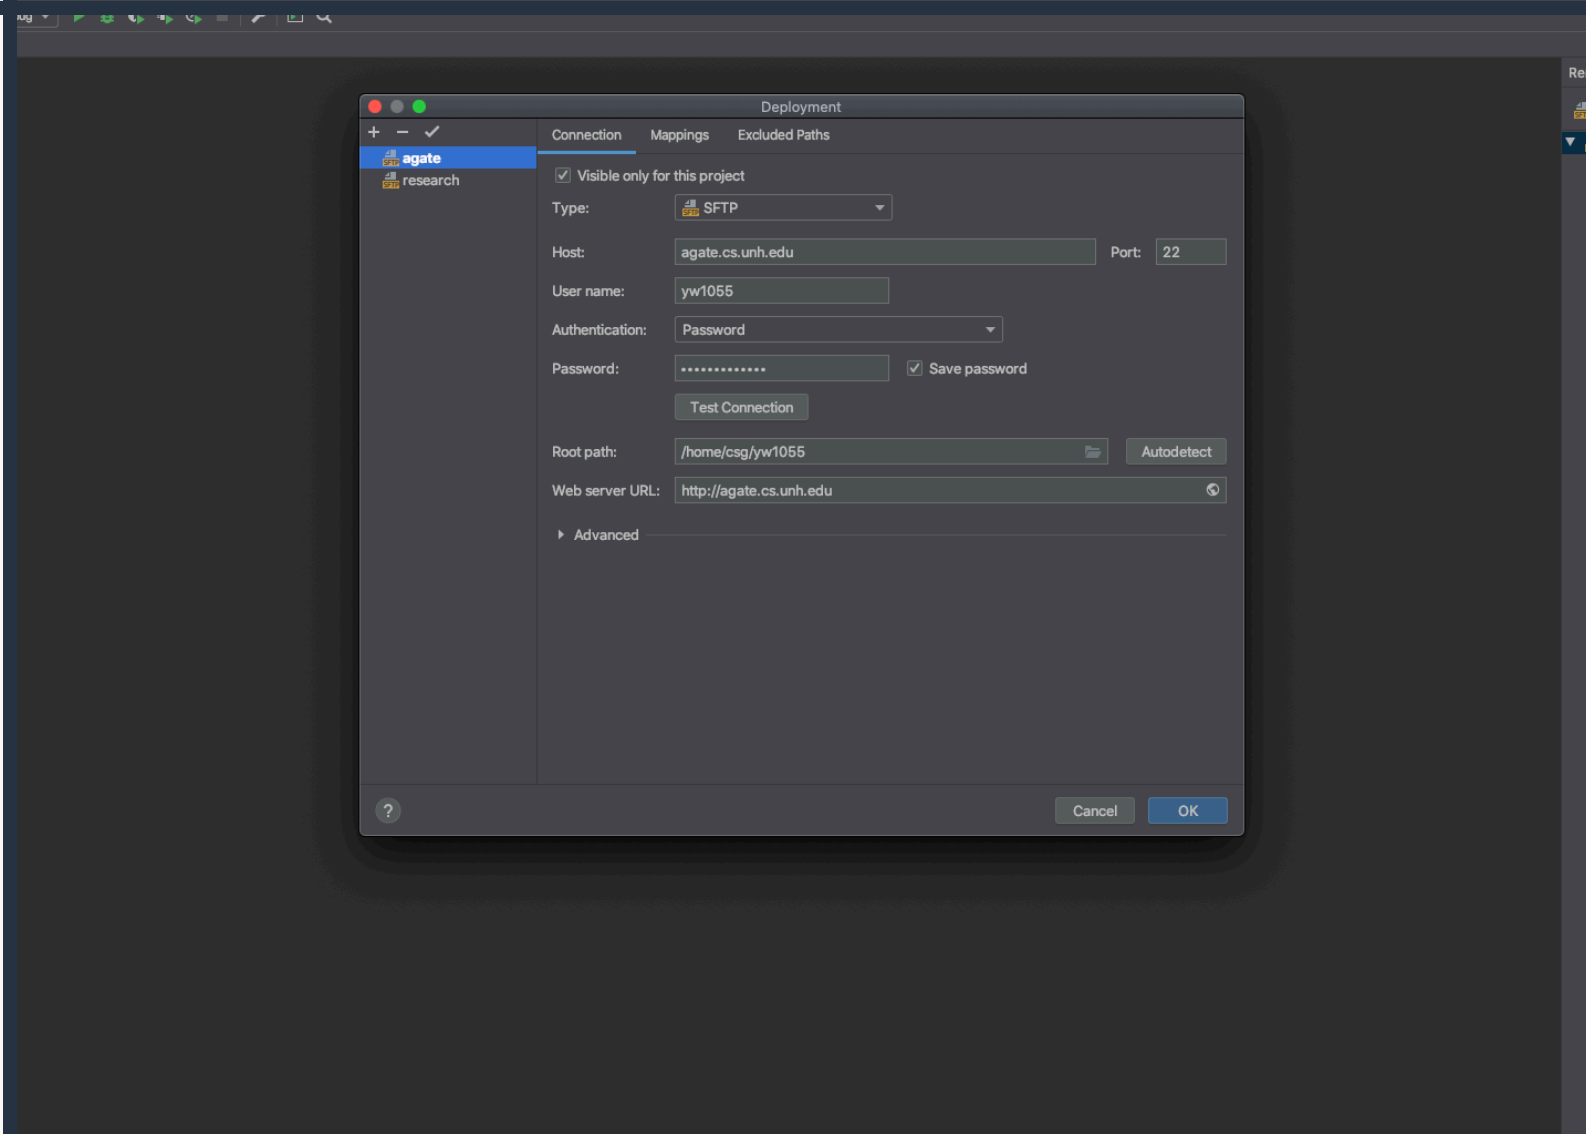 ug
Re
Deployment
agate
research
Connection Mappings Excluded Paths
Visible only for this project
Type: SFTP
Host: agate.cs.unh.edu Port: 22
User name: yw1055
Authentication: Password
Password: ••••••••••••• Save password
Test Connection
Root path: /home/csg/yw1055 Autodetect
Web server URL: http://agate.cs.unh.edu
Advanced
? Cancel OK